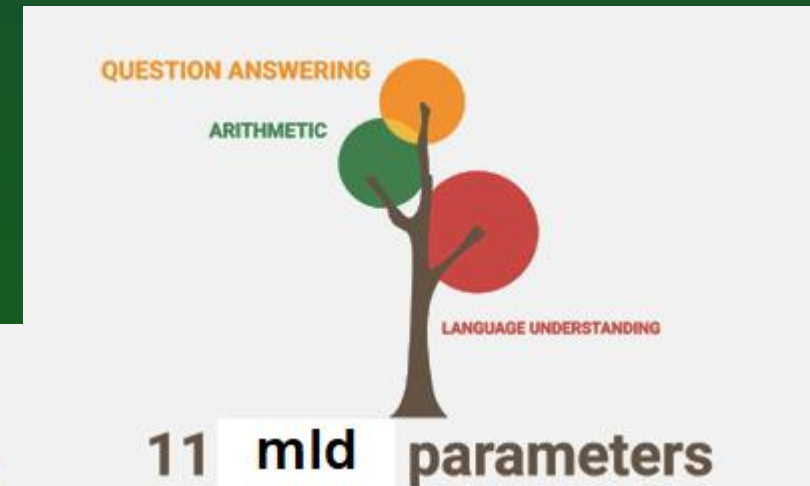 QUESTION ANSWERING
ARITHMETIC
LANGUAGE UNDERSTANDING
11 mld parameters